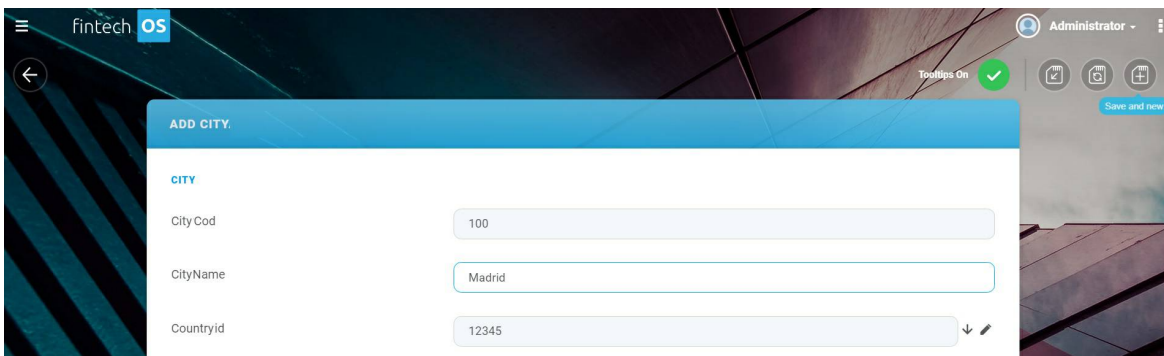 fintech OS
Administrator
Tooltips On
Save and new
ADD CITY.
CITY
City Cod
100
CityName
Madrid
Countryid
12345